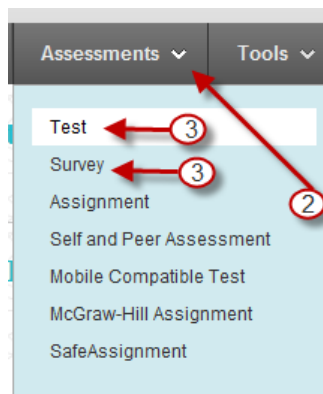 Assessments Tools
Test 3
Survey 3
Assignment 2
Self and Peer Assessment
Mobile Compatible Test
McGraw-Hill Assignment
SafeAssignment